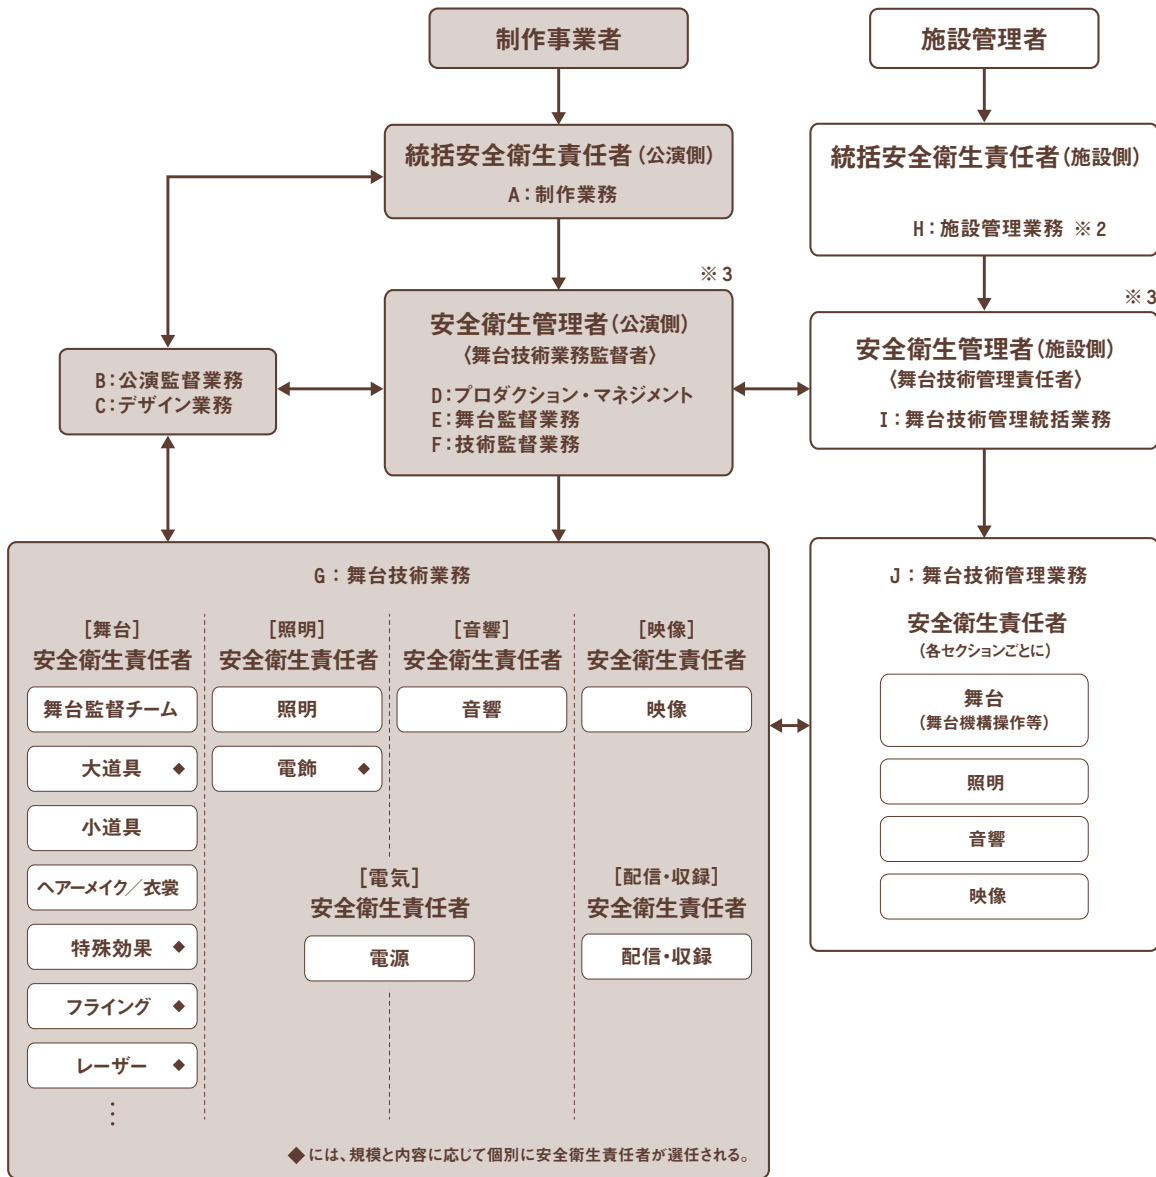 制作事業者
施設管理者
統括安全衛生責任者(公演側)
A:制作業務
統括安全衛生責任者(施設側)
H:施設管理業務 ※2
※3
安全衛生管理者(公演側)
〈舞台技術業務監督者〉
D:プロダクション・マネジメント
E:舞台監督業務
F:技術監督業務
※3
安全衛生管理者(施設側)
〈舞台技術管理責任者〉
I:舞台技術管理統括業務
B:公演監督業務
C:デザイン業務
G:舞台技術業務
[舞台]
安全衛生責任者
舞台監督チーム
大道具 ◆
小道具
ヘアーメイク/衣裳
特殊効果 ◆
フライング ◆
レーザー ◆
⋮
[照明]
安全衛生責任者
照明
電飾 ◆
[音響]
安全衛生責任者
音響
[映像]
安全衛生責任者
映像
[電気]
安全衛生責任者
電源
[配信・収録]
安全衛生責任者
配信・収録
◆には、規模と内容に応じて個別に安全衛生責任者が選任される。
J:舞台技術管理業務
安全衛生責任者
(各セクションごとに)
舞台
(舞台機構操作等)
照明
音響
映像